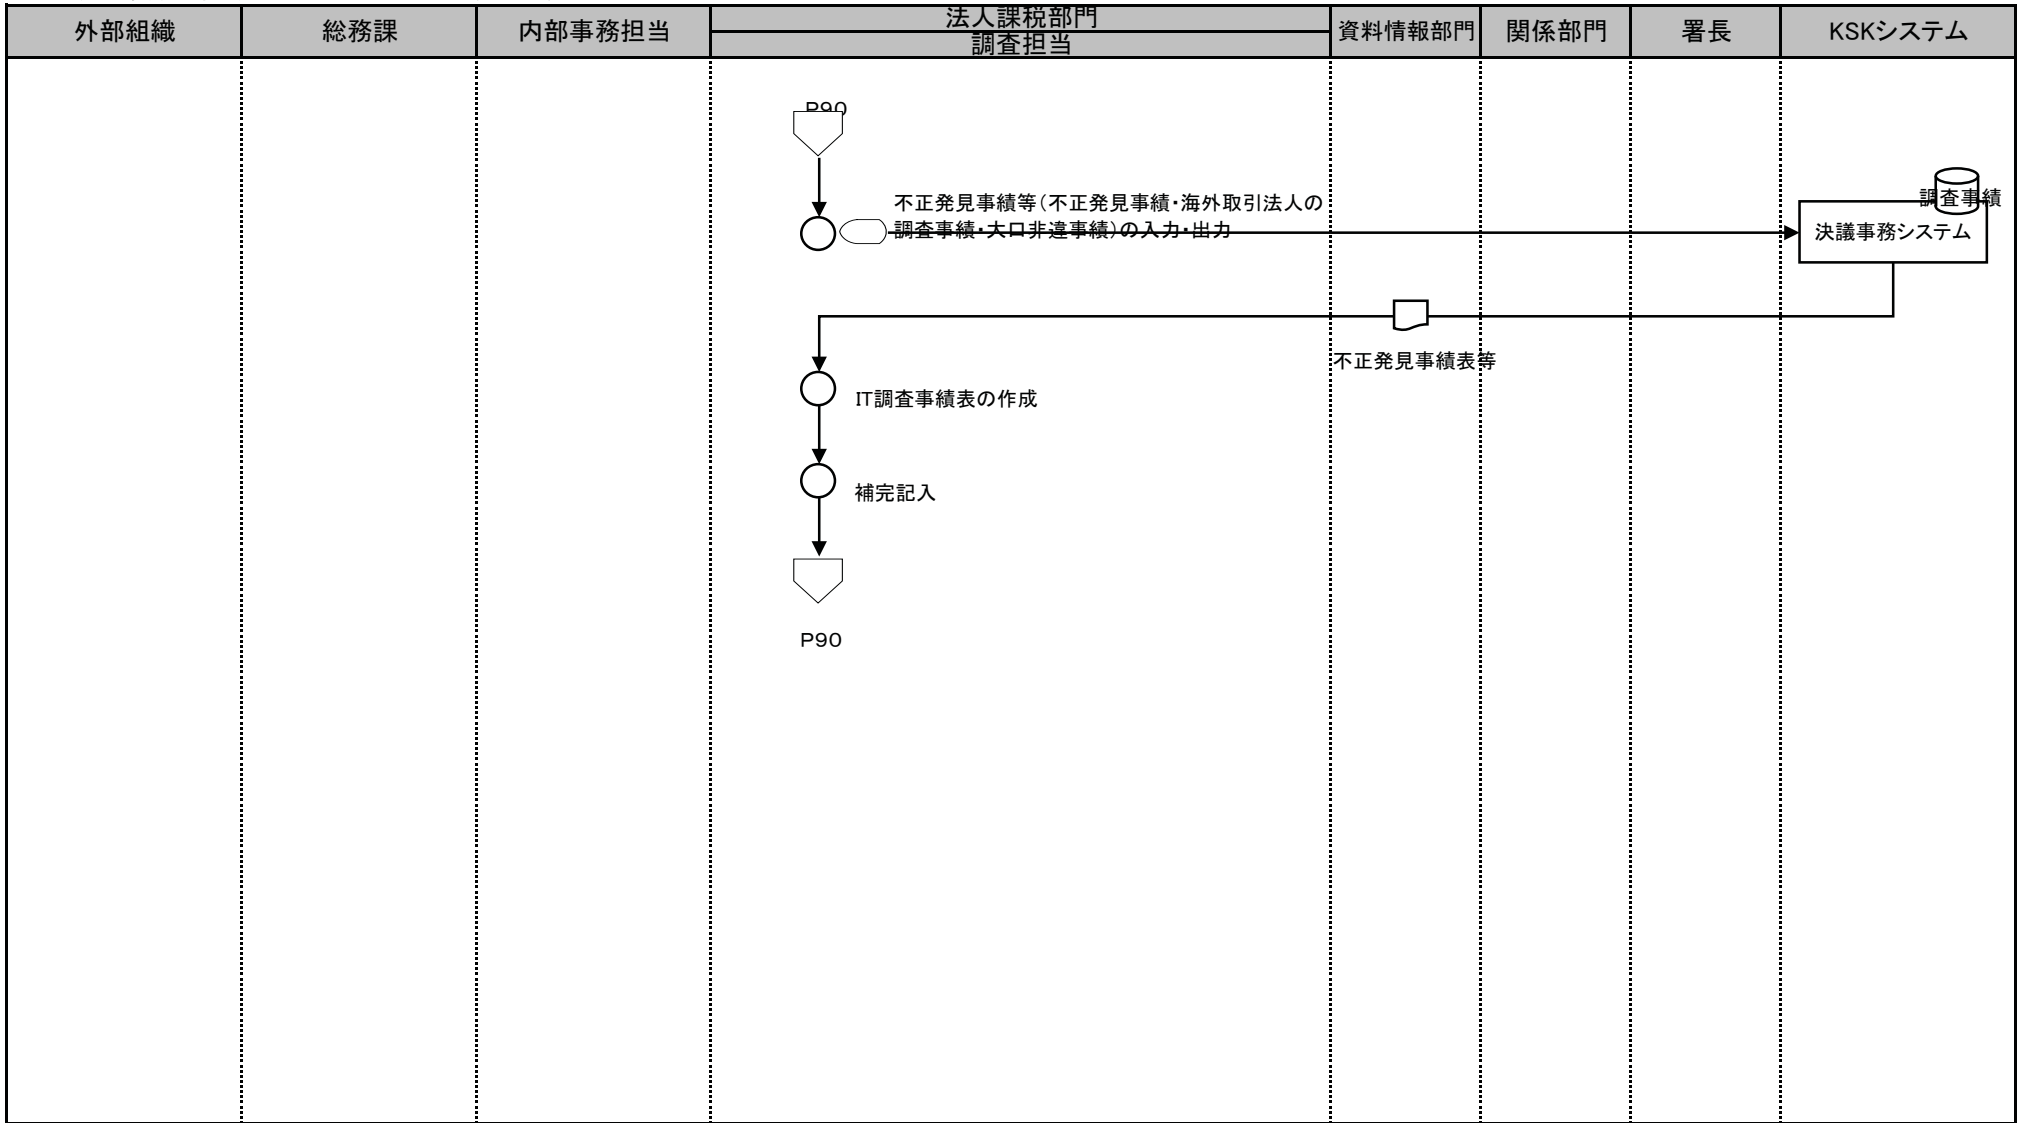 外部組織
総務課
内部事務担当
法人課税部門
調査担当
資料情報部門
関係部門
署長
KSKシステム
P90
不正発見事績等(不正発見事績・海外取引法人の
調査事績・大口非違事績)の入力・出力
調査事績
決議事務システム
不正発見事績表等
IT調査事績表の作成
補完記入
P90